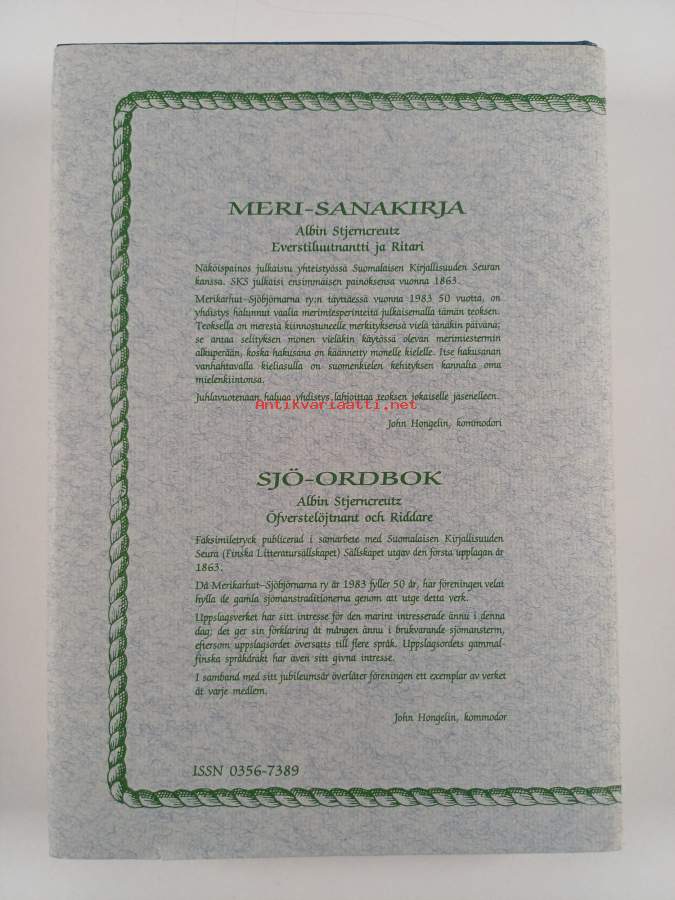 MERI-SANAKIRJA
Albin Stjerncreutz
Everstiluutnantti ja Ritari
Näköispainos julkaistu yhteistyössä Suomalaisen Kirjallisuuden Seuran
kanssa. SKS julkaisi ensimmäisen painoksensa vuonna 1863.
Merikarhut-Sjöbjörnarna ry:n täyttäessä vuonna 1983 50 vuotta, on
yhdistys halunnut vaalia merimiesperinteitä julkaisemalla tämän teoksen.
Teoksella on merestä kiinnostuneelle merkityksensä vielä tänäkin päivänä;
se antaa selityksen monen vieläkin käytössä olevan merimiestermin
alkuperään, koska hakusana on käännetty monelle kielelle. Itse hakusanan
vanhahtavalla kieliasulla on suomenkielen kehityksen kannalta oma
mielenkiintonsa.
Juhlavuotenaan haluaa yhdistys lahjoittaa teoksen jokaiselle jäsenelleen.
Antikvariaatti.net
John Hongelin, kommodori
SJÖ-ORDBOK
Albin Stjerncreutz
Öfverstelöjtnant och Riddare
Faksimiletryck publicerad i samarbete med Suomalaisen Kirjallisuuden
Seura (Finska Litteratursällskapet) Sällskapet utgav den första upplagan år
1863.
Då Merikarhut-Sjöbjörnarna ry år 1983 fyller 50 år, har föreningen velat
hylla de gamla sjömanstraditionerna genom att utge detta verk.
Uppslagsverket har sitt intresse för den marint intresserade ännu i denna
dag; det ger sin förklaring åt mången ännu i brukvarande sjömansterm,
eftersom uppslagsordet översatts till flere språk. Uppslagsordets gammal-
finska språkdräkt har även sitt givna intresse.
I samband med sitt jubileumsår överlåter föreningen ett exemplar av verket
åt varje medlem.
John Hongelin, kommodor
ISSN 0356-7389